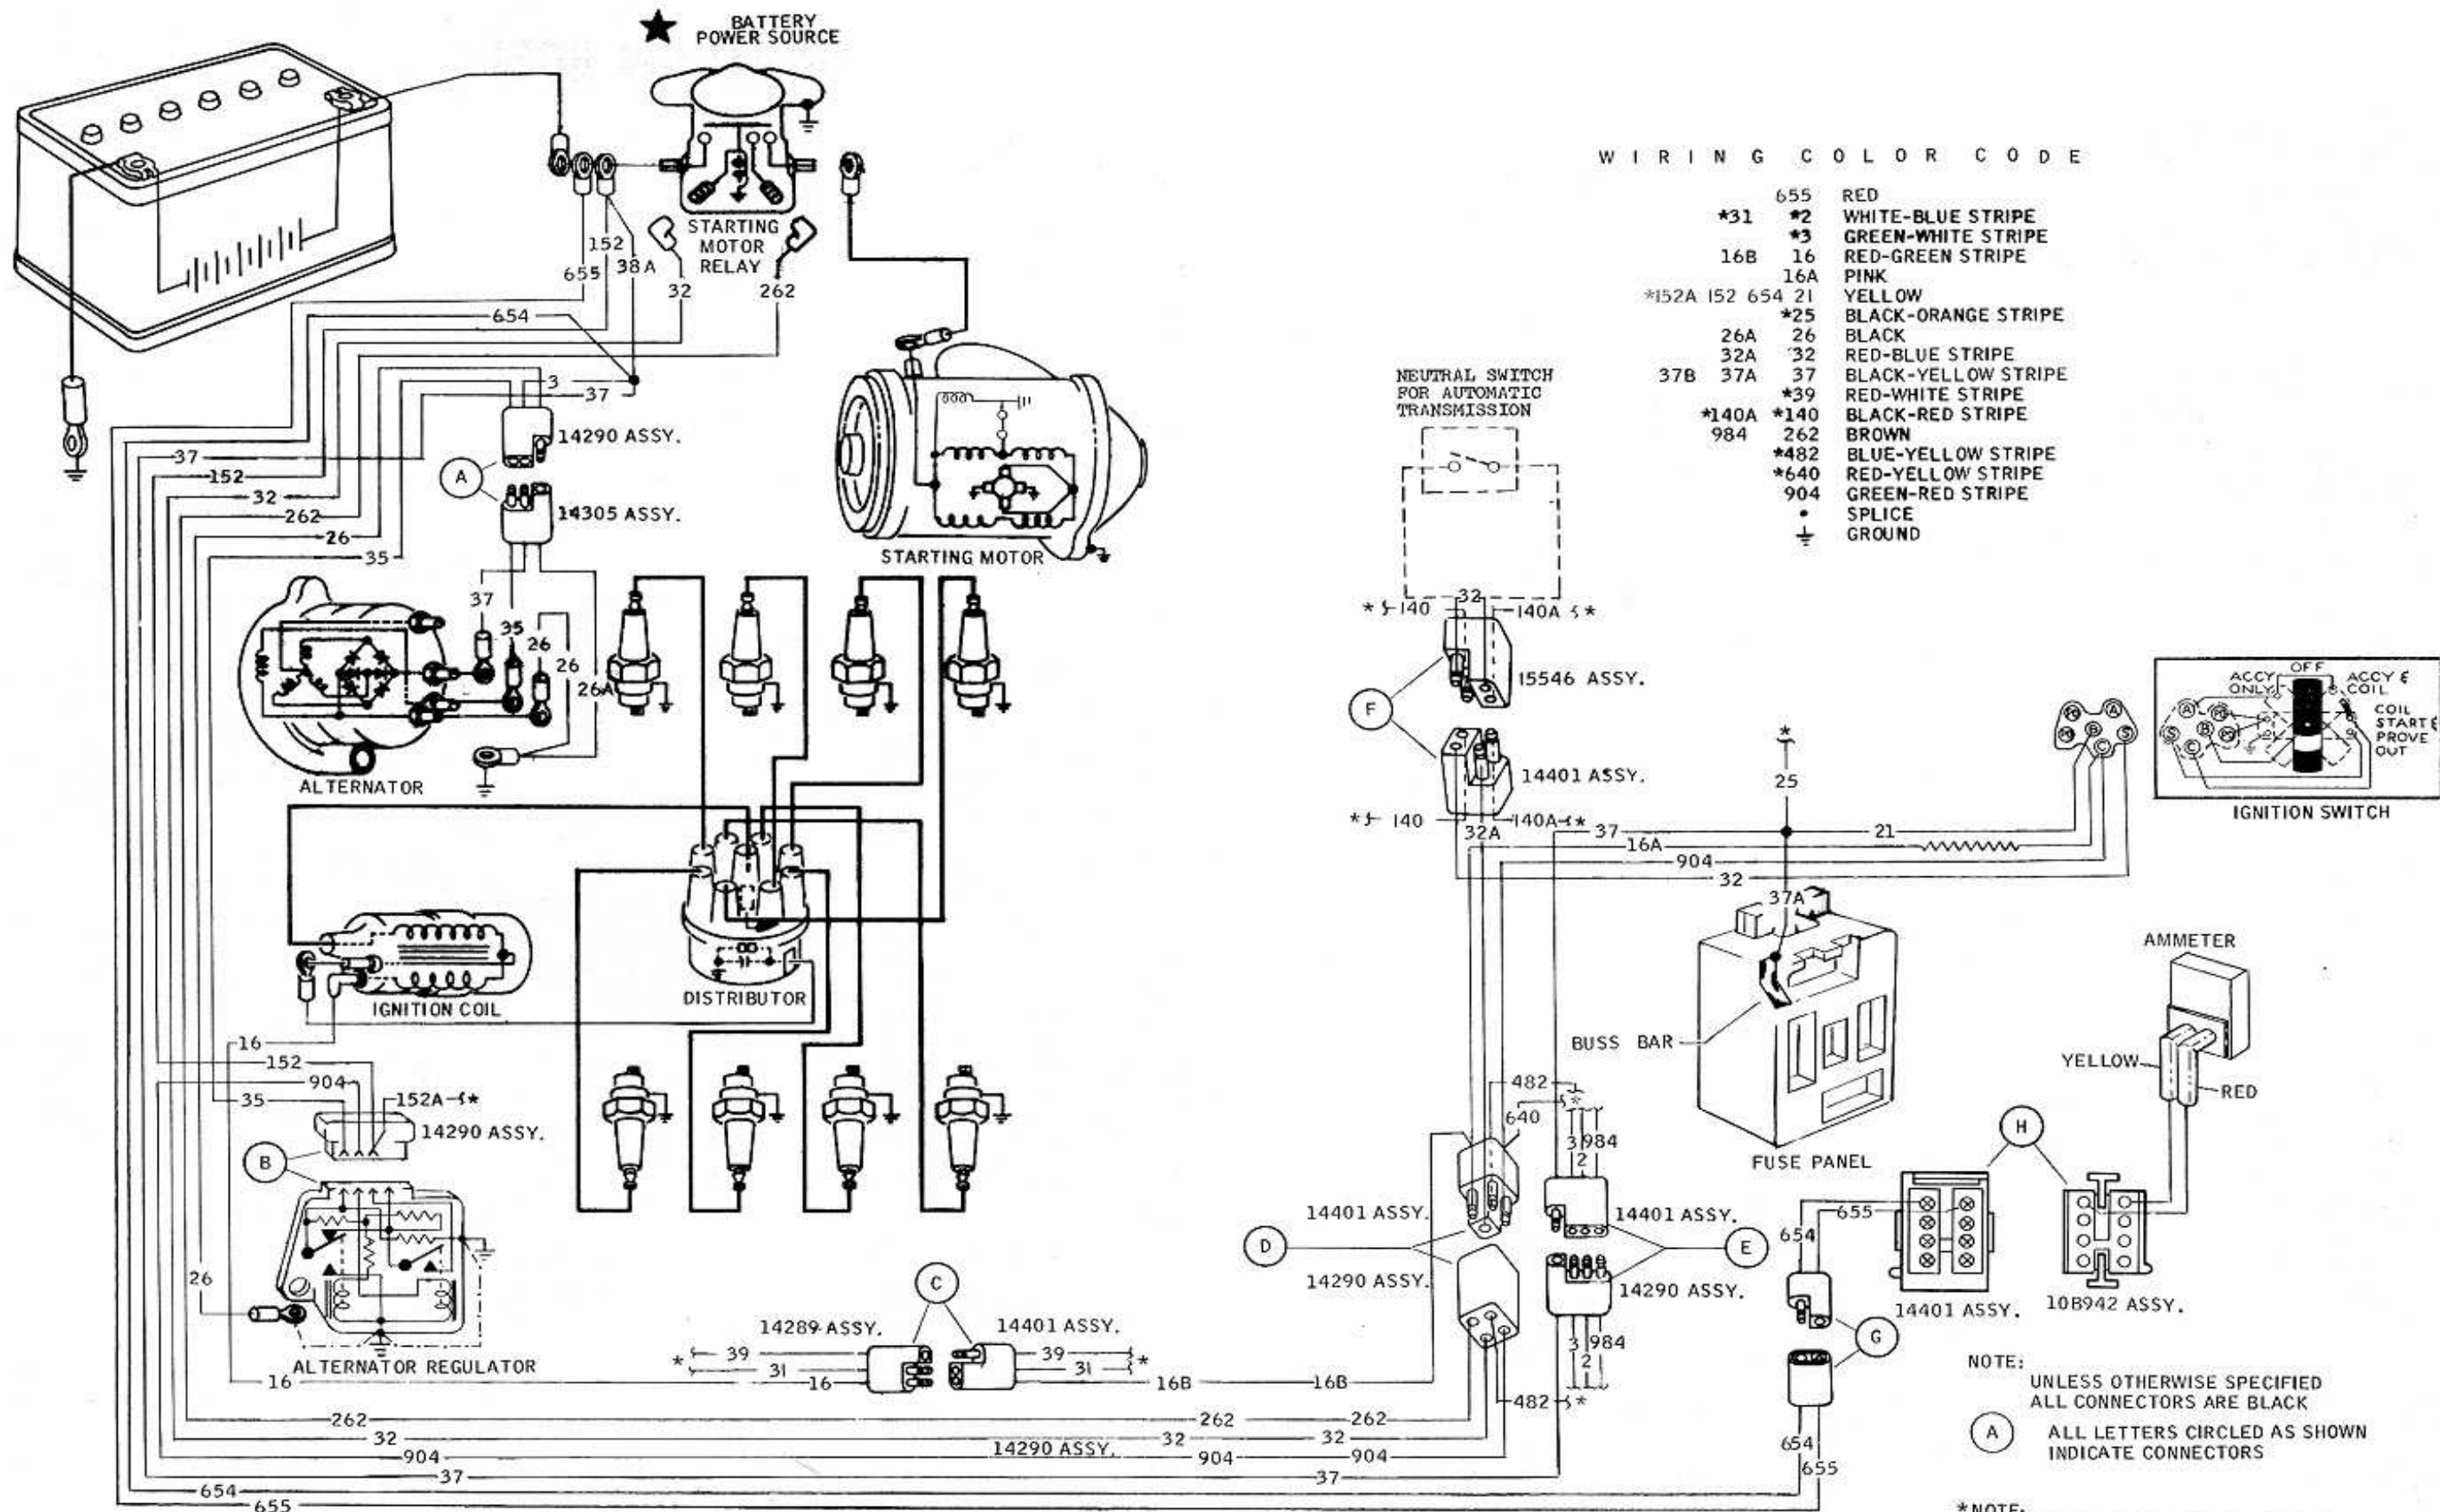 ★ BATTERY
POWER SOURCE
STARTING
MOTOR
RELAY
152
655
38A
32
262
654
3
37
14290 ASSY.
A
14305 ASSY.
37
152
32
262
26
35
STARTING MOTOR
37
35
26
26
26A
ALTERNATOR
IGNITION COIL
DISTRIBUTOR
16
152
904
35
152A *
14290 ASSY.
B
26
ALTERNATOR REGULATOR
W I R I N G C O L O R C O D E
655 RED
*31 *2 WHITE-BLUE STRIPE
*3 GREEN-WHITE STRIPE
16B 16 RED-GREEN STRIPE
16A PINK
*152A 152 654 21 YELLOW
*25 BLACK-ORANGE STRIPE
26A 26 BLACK
32A 32 RED-BLUE STRIPE
37B 37A 37 BLACK-YELLOW STRIPE
*39 RED-WHITE STRIPE
*140A *140 BLACK-RED STRIPE
984 262 BROWN
*482 BLUE-YELLOW STRIPE
*640 RED-YELLOW STRIPE
904 GREEN-RED STRIPE
• SPLICE
⏚ GROUND
NEUTRAL SWITCH
FOR AUTOMATIC
TRANSMISSION
* 140 32 140A *
15546 ASSY.
F
14401 ASSY.
* 140 32A 140A *
*
25
37 21
16A
904
32
37A
OFF
ACCY ONLY
ACCY & COIL
COIL START & PROVE OUT
A
B
C
S
IGNITION SWITCH
A
B
C
S
BUSS BAR
FUSE PANEL
AMMETER
YELLOW
RED
482
640 *
3 984
2
14401 ASSY.
D
14290 ASSY.
14401 ASSY.
E
14290 ASSY.
3 984
2
482 *
H
654
655
14401 ASSY.
10B942 ASSY.
G
654
655
C
14289 ASSY.
14401 ASSY.
* 39 39 *
31 31
16 16 16B 16B
262 262 262
32 32 32
14290 ASSY.
904 904 904
37 37
654
655
NOTE:
UNLESS OTHERWISE SPECIFIED
ALL CONNECTORS ARE BLACK
A ALL LETTERS CIRCLED AS SHOWN
INDICATE CONNECTORS
*NOTE: